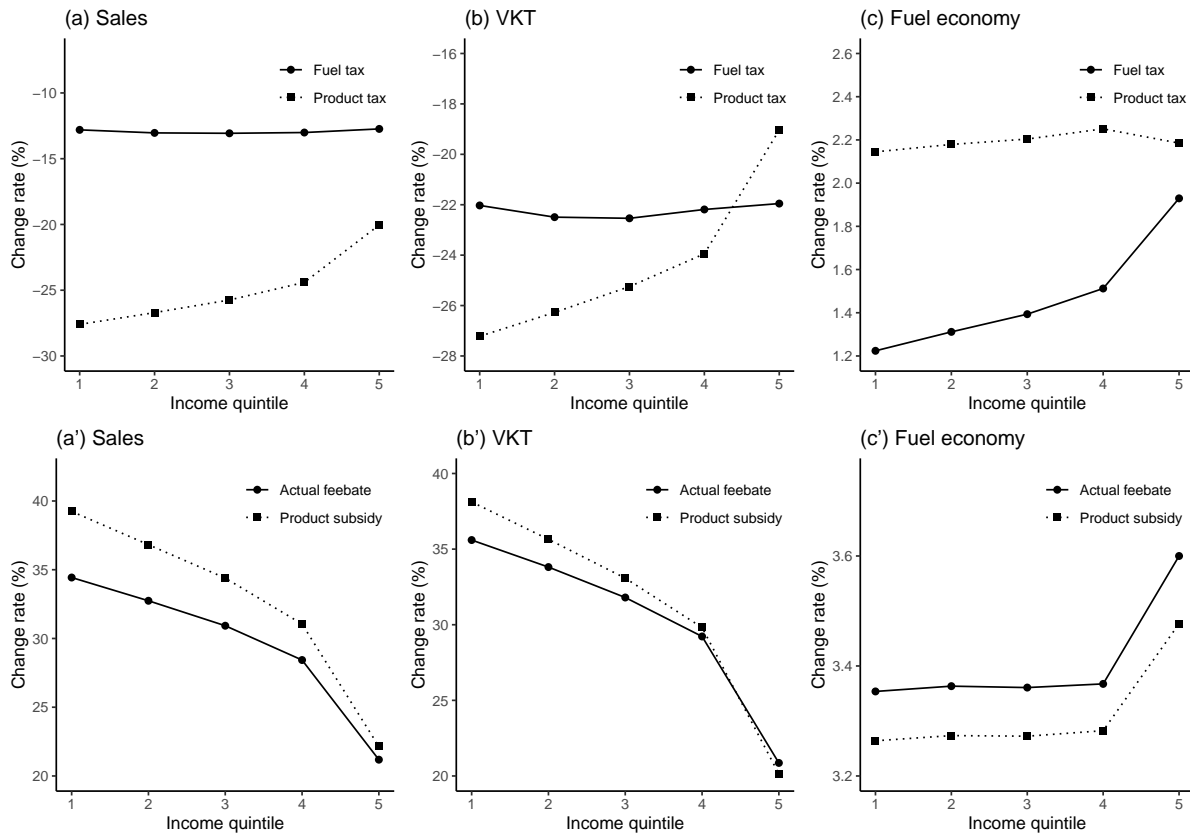 (a) Sales
Change rate (%)
−10
−15
−20
−25
−30
Fuel tax
Product tax
1 2 3 4 5
Income quintile
(b) VKT
Change rate (%)
−16
−18
−20
−22
−24
−26
−28
Fuel tax
Product tax
1 2 3 4 5
Income quintile
(c) Fuel economy
Change rate (%)
2.6
2.4
2.2
2.0
1.8
1.6
1.4
1.2
Fuel tax
Product tax
1 2 3 4 5
Income quintile
(a') Sales
Change rate (%)
40
35
30
25
20
Actual feebate
Product subsidy
1 2 3 4 5
Income quintile
(b') VKT
Change rate (%)
40
35
30
25
20
Actual feebate
Product subsidy
1 2 3 4 5
Income quintile
(c') Fuel economy
Change rate (%)
3.6
3.4
3.2
Actual feebate
Product subsidy
1 2 3 4 5
Income quintile